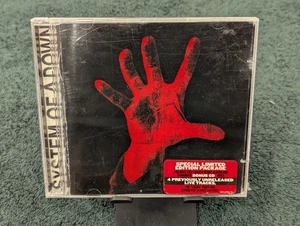 SYSTEM OF A DOWN
SPECIAL LIMITED
EDITION PACKAGE
BONUS CD
4 PREVIOUSLY UNRELEASED
LIVE TRACKS.